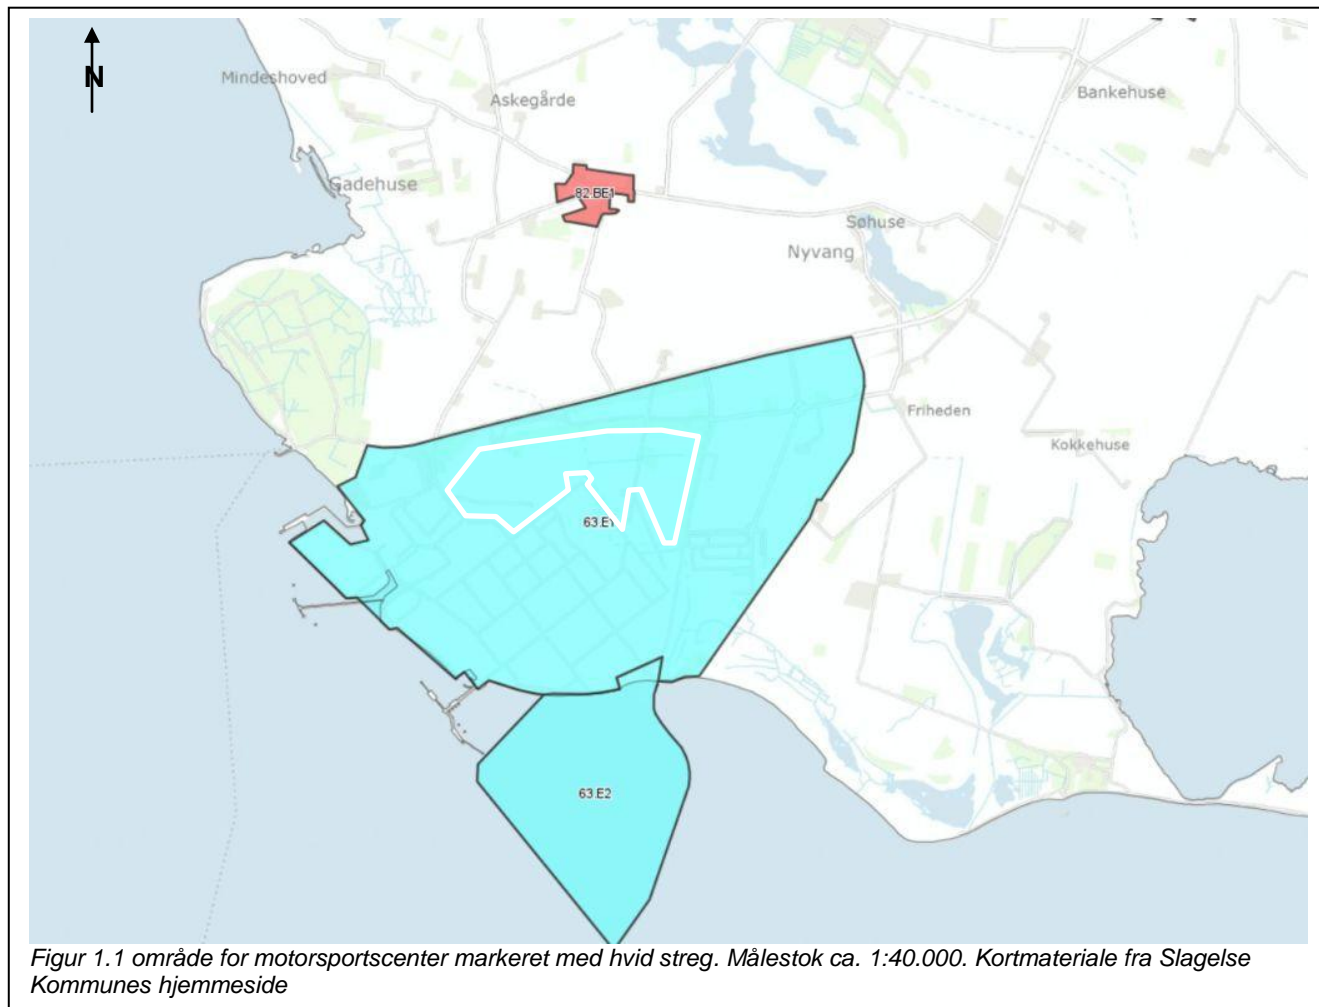 N
Mindeshoved
Askegårde
Bankehuse
Gadehuse
82.BE1
Søhuse
Nyvang
Friheden
Kokkehuse
63.E1
63.E2
Figur 1.1 område for motorsportscenter markeret med hvid streg. Målestok ca. 1:40.000. Kortmateriale fra Slagelse
Kommunes hjemmeside